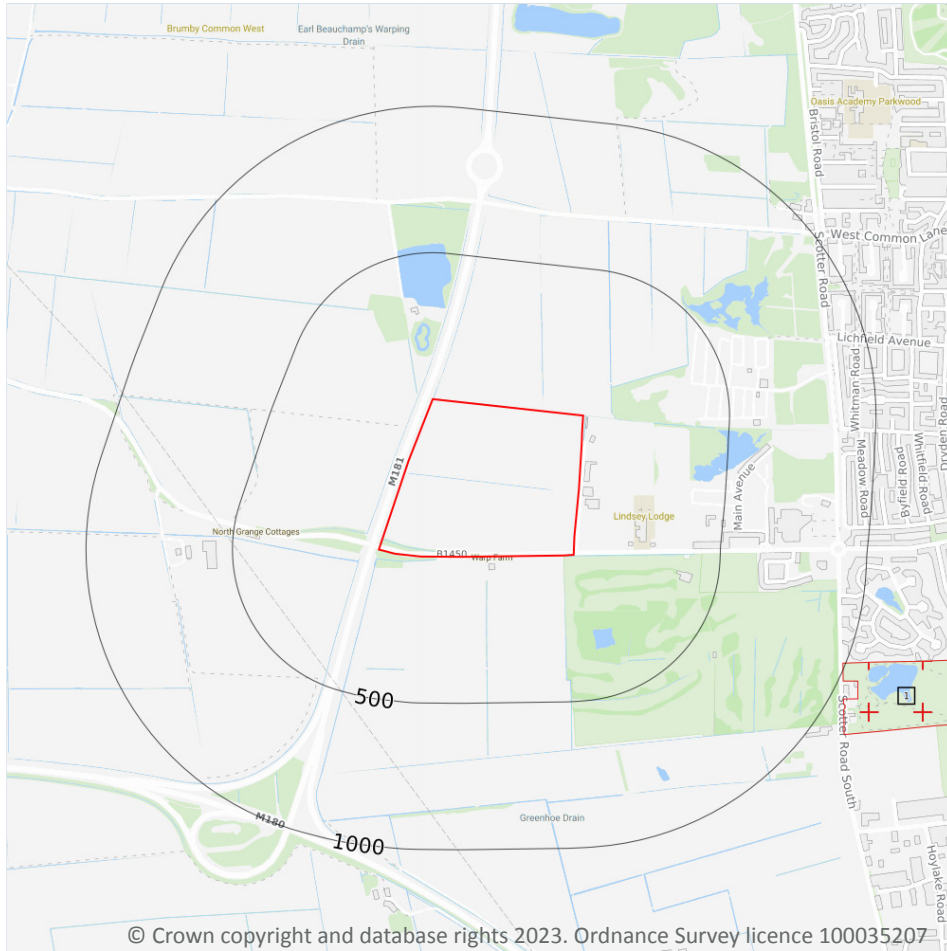 Brumby Common West
Earl Beauchamp's Warping
Drain
Oasis Academy Parkwood
Bristol Road
West Common Lane
Scotter Road
Lichfield Avenue
Whitman Road
Meadow Road
Byfield Road
Whitfield Road
Dryden Road
M181
Main Avenue
Lindsey Lodge
North Grange Cottages
B1450
Warp Farm
500
1
Scotter Road South
M180
1000
Greenhoe Drain
Hoylake Road
© Crown copyright and database rights 2023. Ordnance Survey licence 100035207